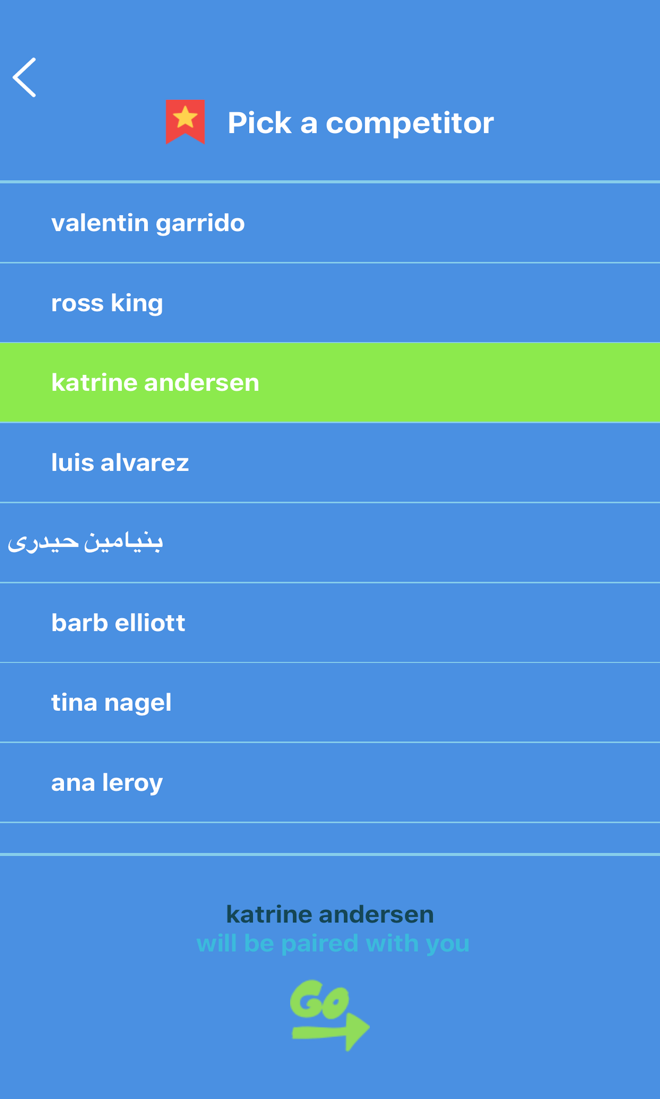 Pick a competitor
valentin garrido
ross king
katrine andersen
luis alvarez
بنیامین حیدری
barb elliott
tina nagel
ana leroy
katrine andersen
will be paired with you
GO